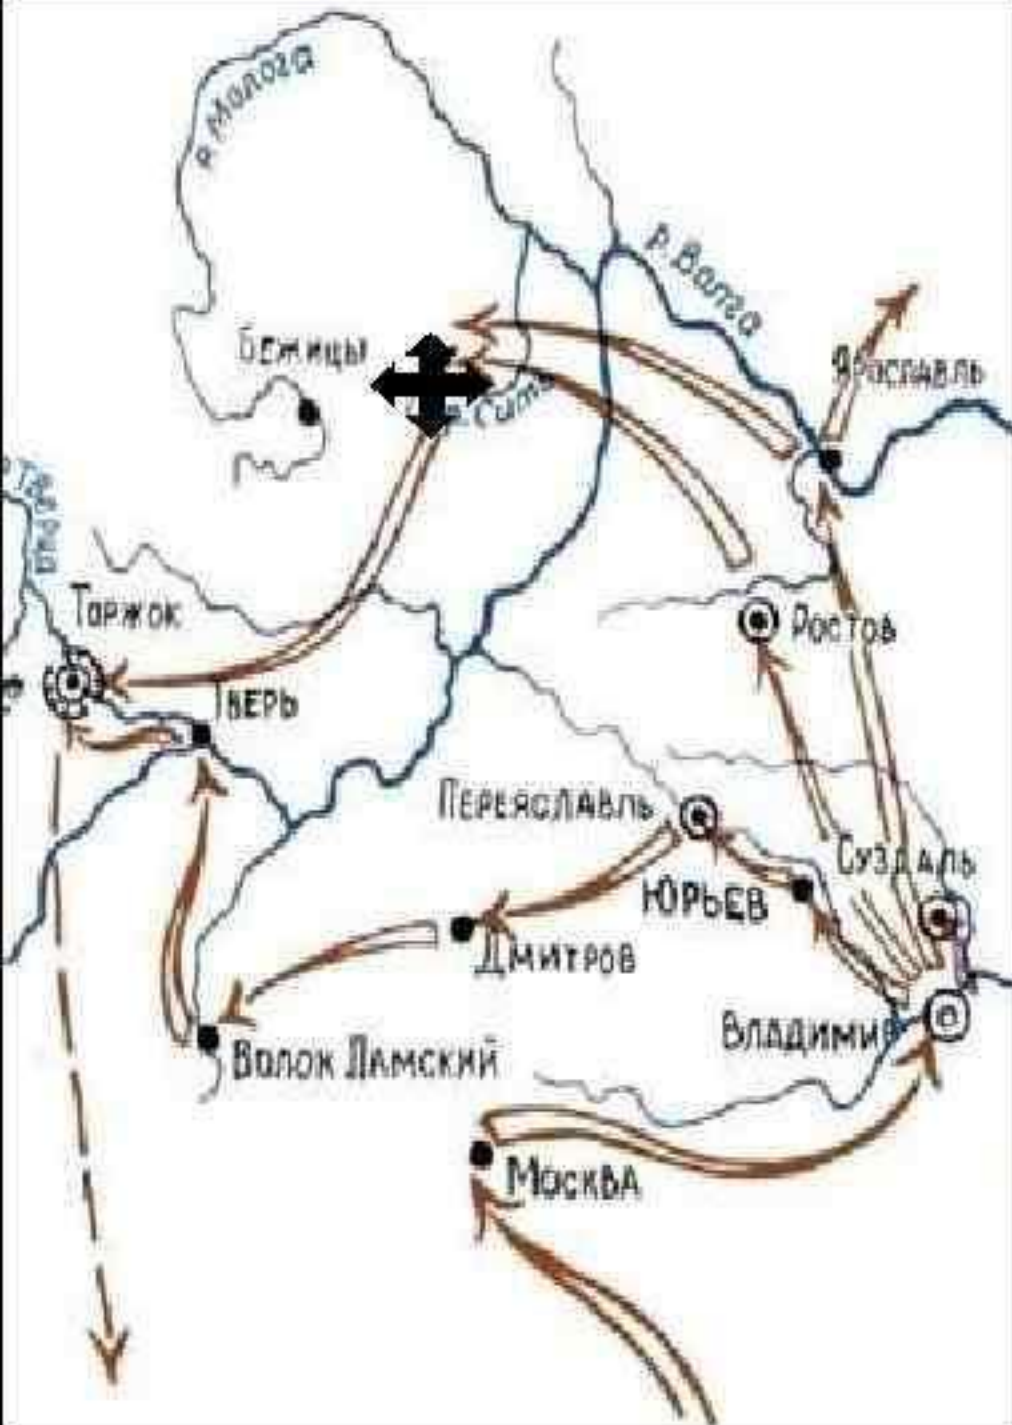 р. Молога
р. Волга
Бежицы
Ярославль
р. Сить
Торжок
Ростов
Тверь
Переяславль
Суздаль
Юрьев
Дмитров
Владимир
Волок Ламский
Москва